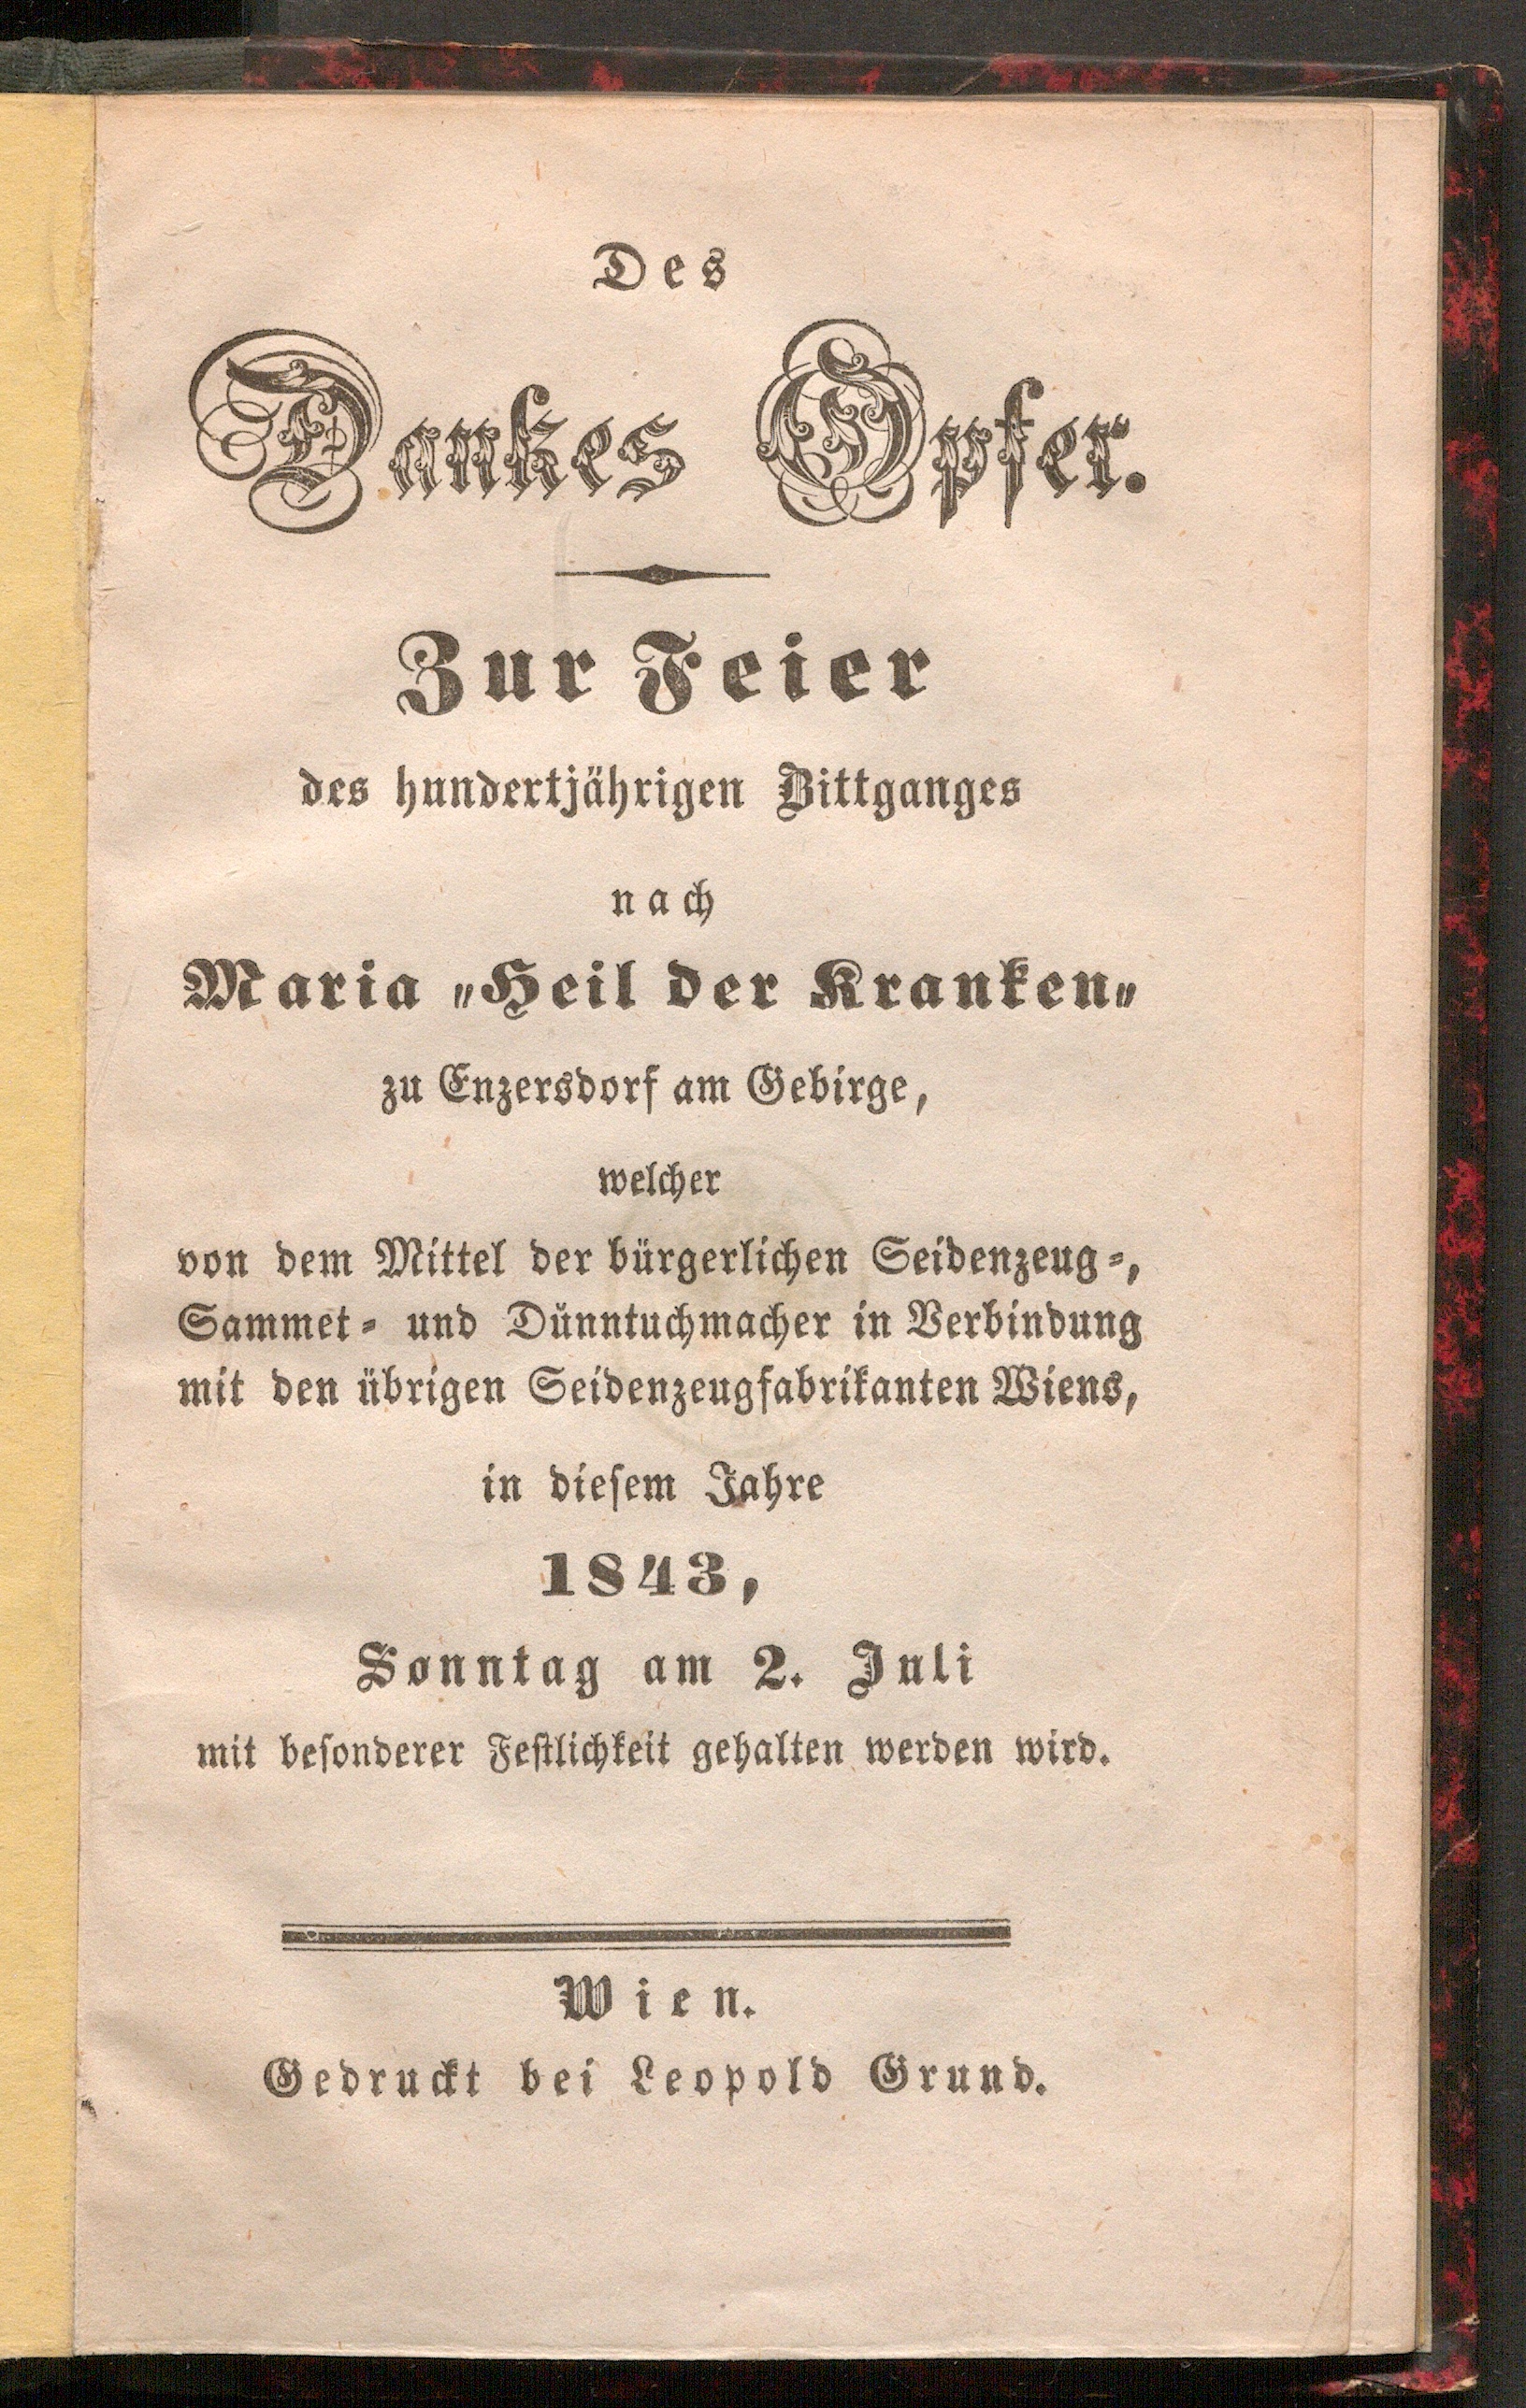 Des
Dankes Opfer.
Zur Feier
des hundertjährigen Bittganges
nach
Maria „Heil der Kranken„
zu Enzersdorf am Gebirge,
welcher
von dem Mittel der bürgerlichen Seidenzeug-,
Sammet- und Dünntuchmacher in Verbindung
mit den übrigen Seidenzeugfabrikanten Wiens,
in diesem Jahre
1843,
Sonntag am 2. Juli
mit besonderer Festlichkeit gehalten werden wird.
Wien.
Gedruckt bei Leopold Grund.